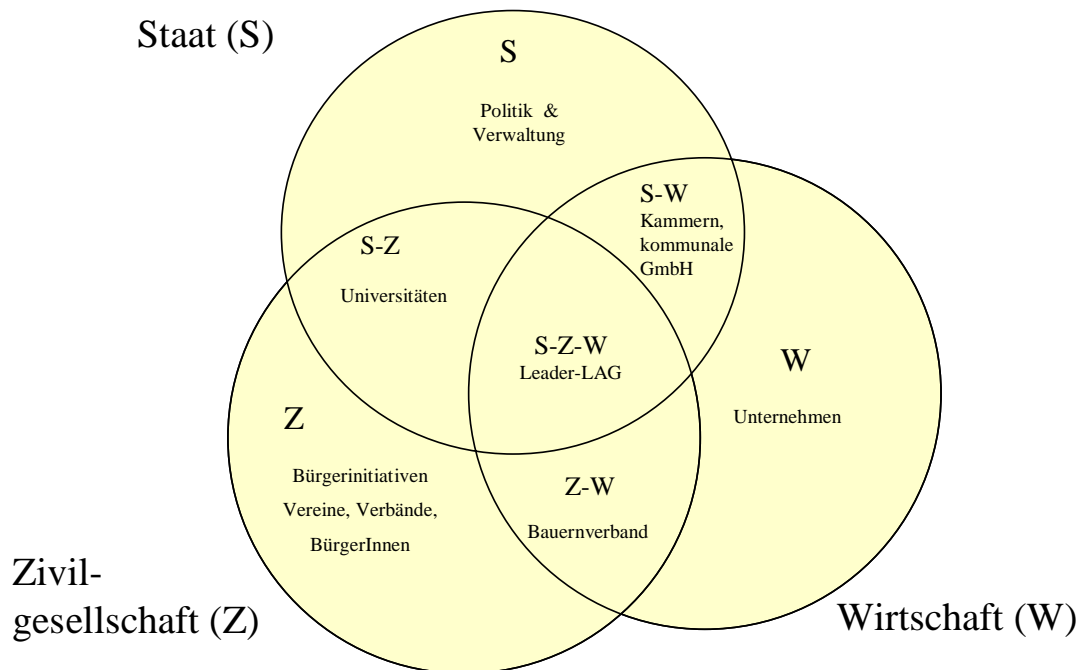 Staat (S)
S
Politik &
Verwaltung
S-W
Kammern,
kommunale
GmbH
S-Z
Universitäten
S-Z-W
Leader-LAG
W
Unternehmen
Z
Bürgerinitiativen
Vereine, Verbände,
BürgerInnen
Z-W
Bauernverband
Zivil-
gesellschaft (Z)
Wirtschaft (W)